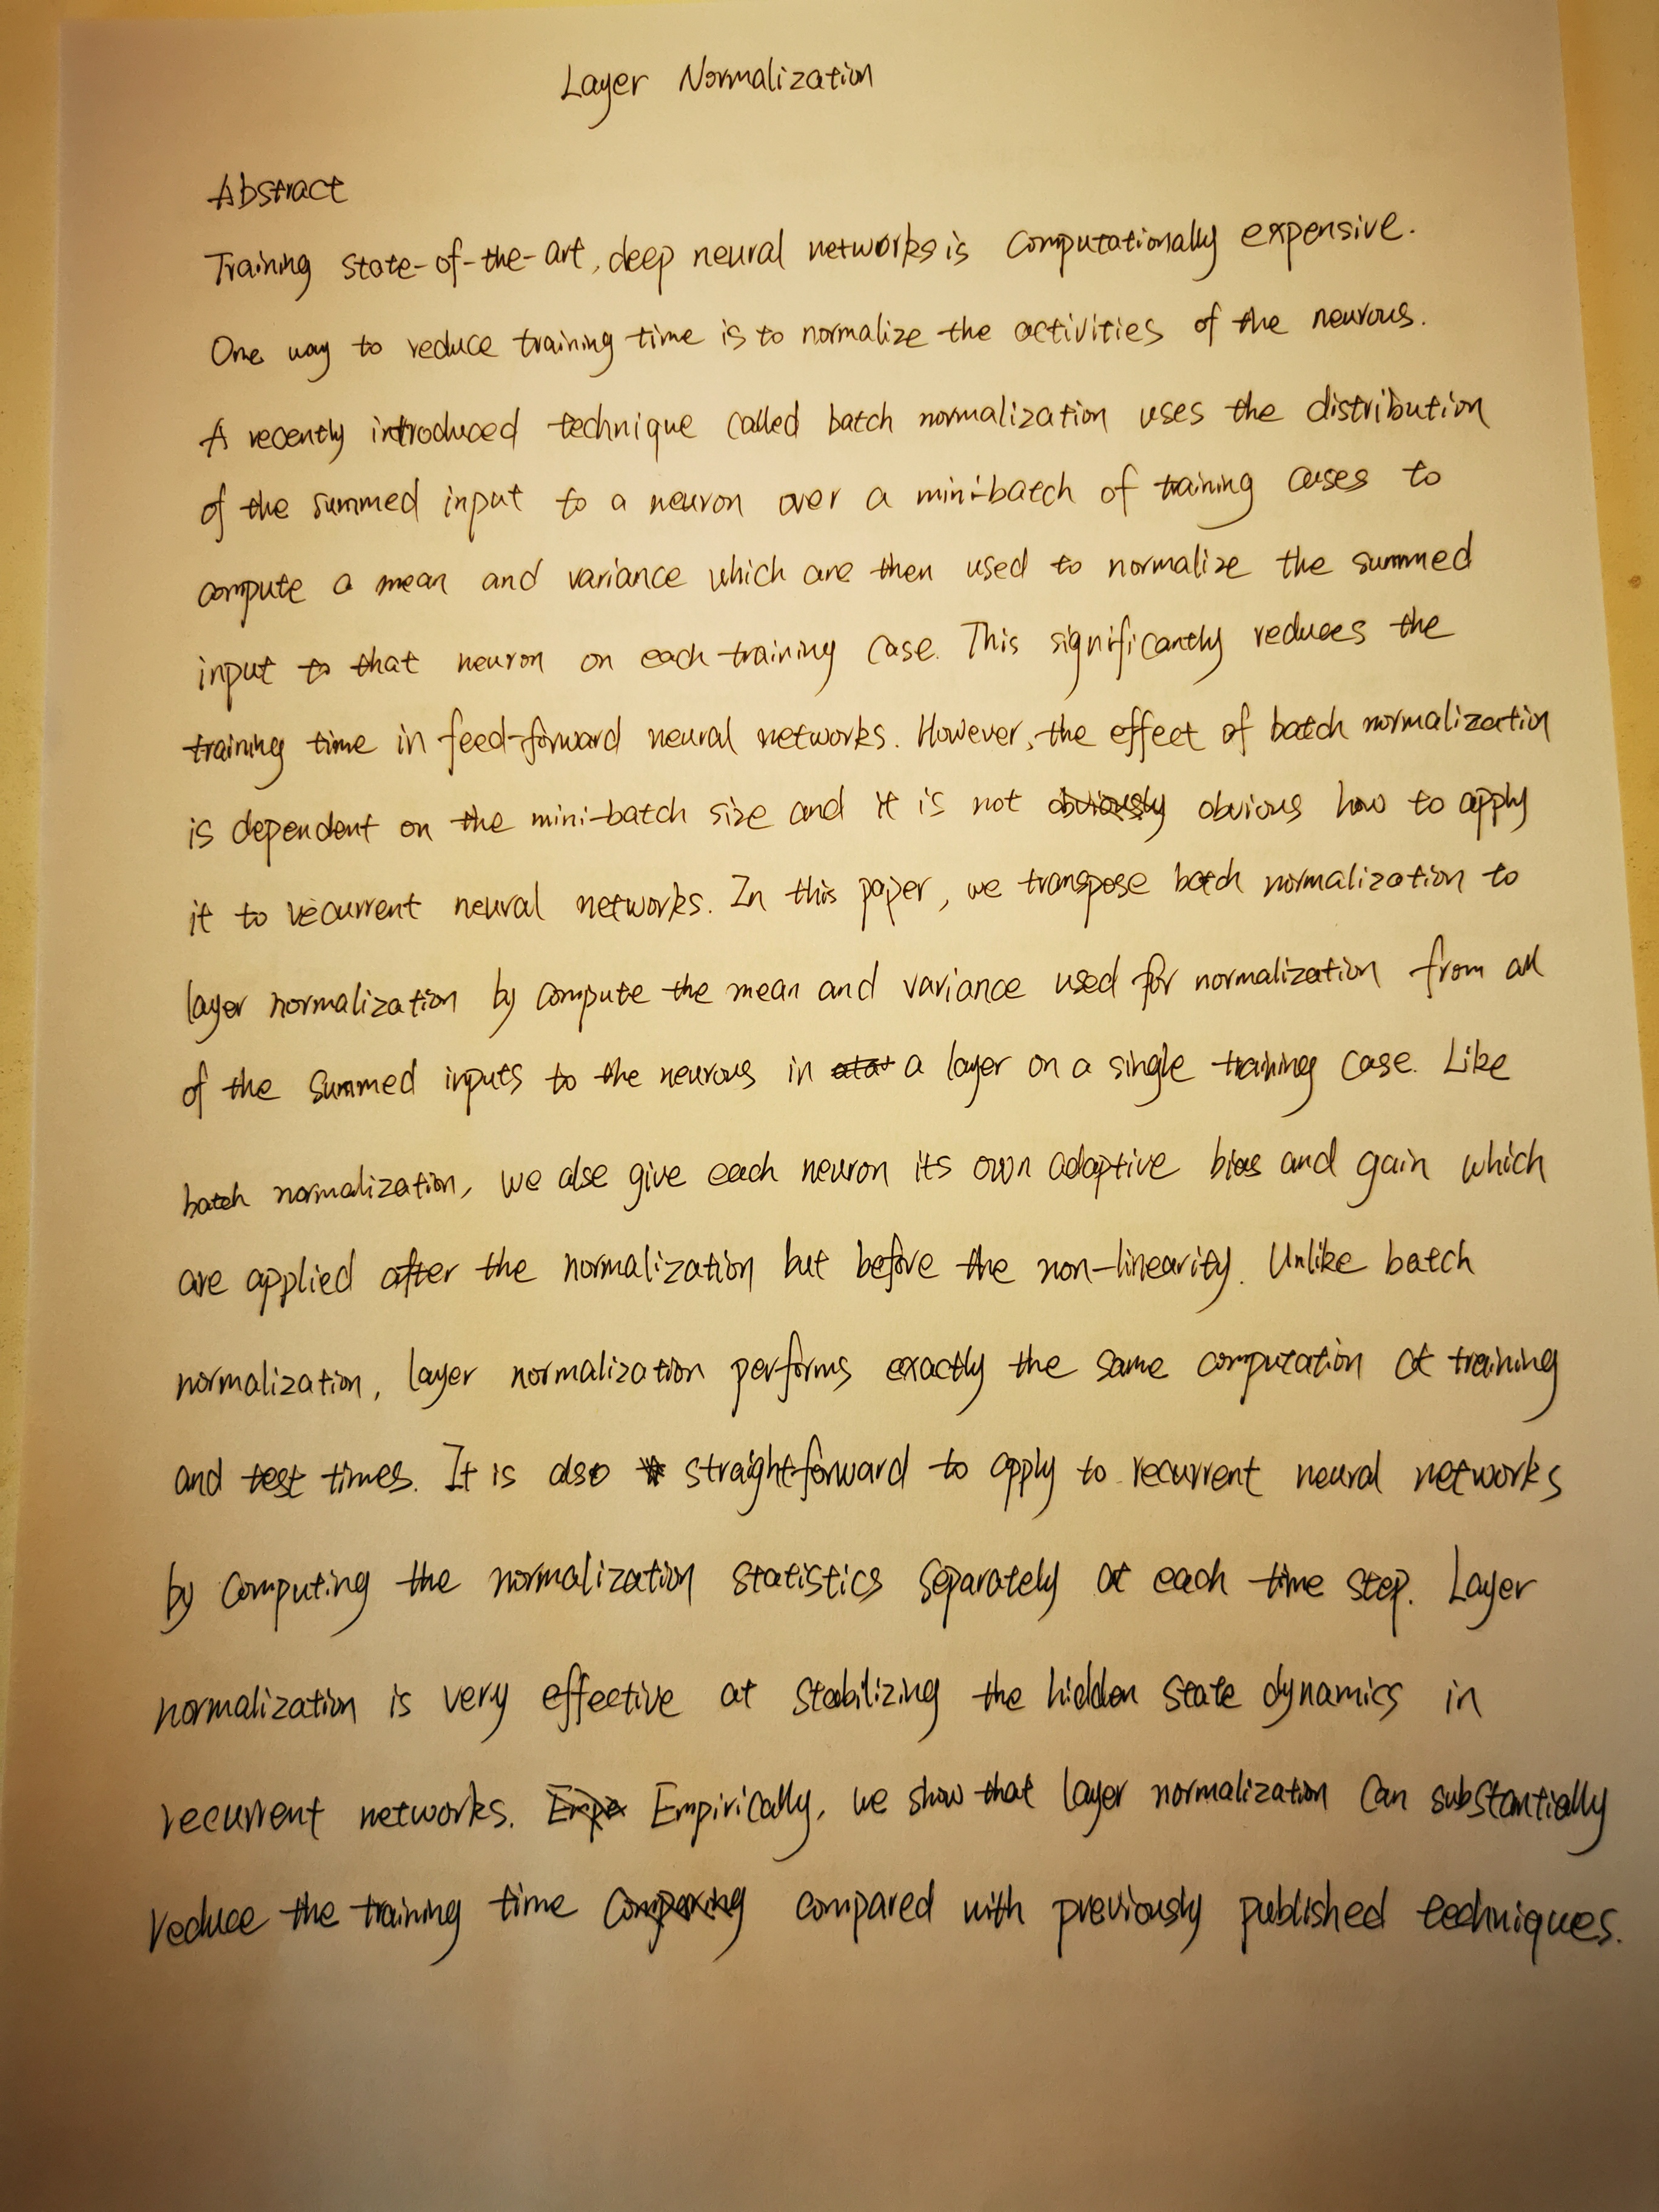 Layer Normalization
Abstract
Training state-of-the-art, deep neural networks is computationally expensive.
One way to reduce training time is to normalize the activities of the neurous.
A recently introduced technique called batch normalization uses the distribution
of the summed input to a neuron over a mini-batch of training cases to
compute a mean and variance which are then used to normalize the summed
input to that neuron on each training case. This significantly reduces the
training time in feed-forward neural networks. However, the effect of batch normalization
is dependent on the mini-batch size and it is not obviously obvious how to apply
it to recurrent neural networks. In this paper, we transpose batch normalization to
layer normalization by compute the mean and variance used for normalization from all
of the summed inputs to the neurous in a layer on a single training case. Like
batch normalization, we alse give each neuron its own adaptive bias and gain which
are applied after the normalization but before the non-linearity. Unlike batch
normalization, layer normalization performs exactly the same computation at training
and test times. It is also straightforward to apply to recurrent neural networks
by computing the normalization statistics separately at each time step. Layer
normalization is very effective at stabilizing the hidden state dynamics in
recurrent networks. Empirically, we show that layer normalization can substantially
reduce the training time comparing compared with previously published techniques.